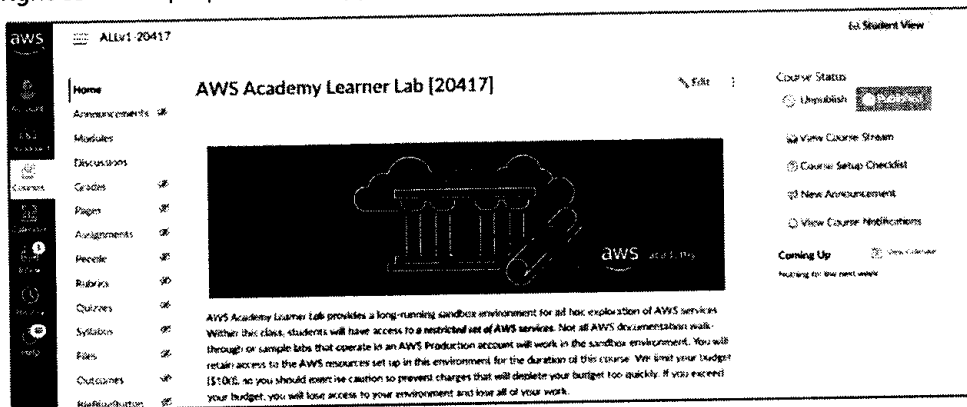 aws
ALLv1-20417
Student View
Home
Announcements
Modules
Discussions
Grades
Pages
Assignments
People
Rubrics
Quizzes
Syllabus
Files
Outcomes
BigBlueButton
Account
Courses
Calendar
1
Help
AWS Academy Learner Lab [20417]
Edit
aws academy
AWS Academy Learner Lab provides a long-running sandbox environment for ad hoc exploration of AWS services
Within this class, students will have access to a restricted set of AWS services. Not all AWS documentation walk-
through or sample labs that operate in an AWS Production account will work in the sandbox environment. You will
retain access to the AWS resources set up in this environment for the duration of this course. We limit your budget
($100), so you should exercise caution to prevent charges that will deplete your budget too quickly. If you exceed
your budget, you will lose access to your environment and lose all of your work.
Course Status
Unpublish
View Course Stream
Course Setup Checklist
New Announcement
View Course Notifications
Coming Up
View Calendar
Nothing for the next week